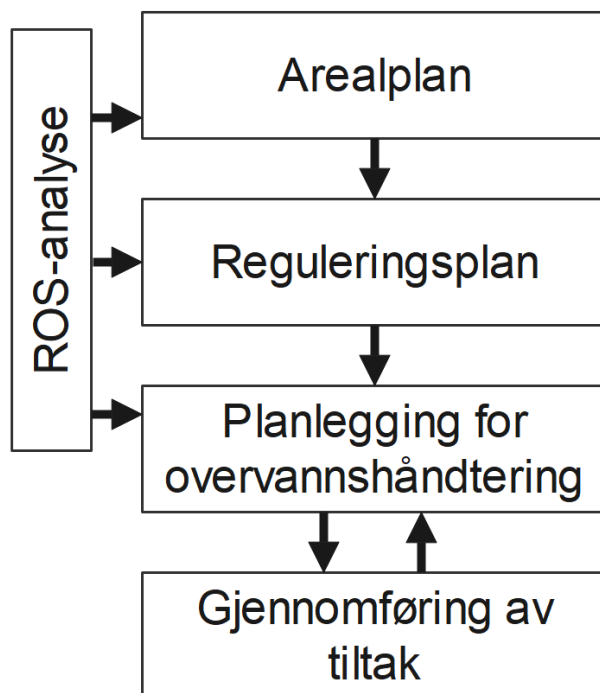 ROS-analyse
Arealplan
Reguleringsplan
Planlegging for
overvannshåndtering
Gjennomføring av
tiltak